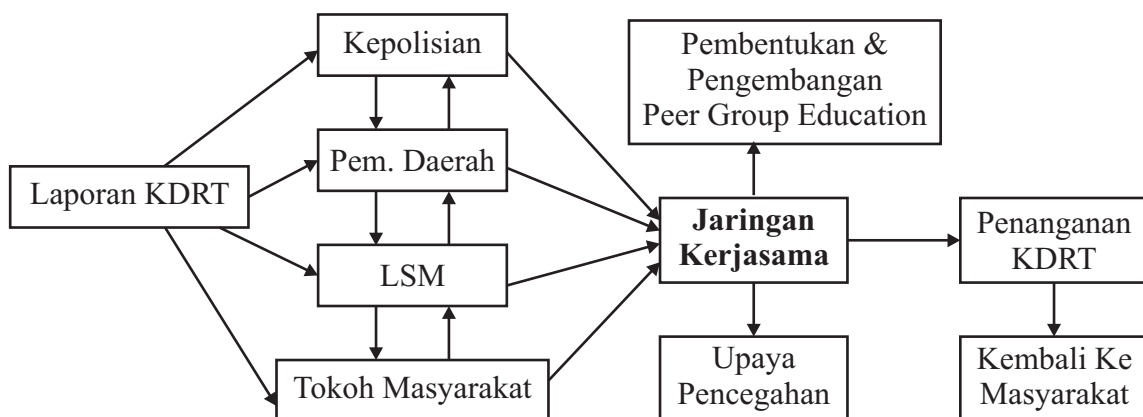 Kepolisian
Pem. Daerah
Laporan KDRT
LSM
Tokoh Masyarakat
Pembentukan &
Pengembangan
Peer Group Education
Jaringan
Kerjasama
Upaya
Pencegahan
Penanganan
KDRT
Kembali Ke
Masyarakat